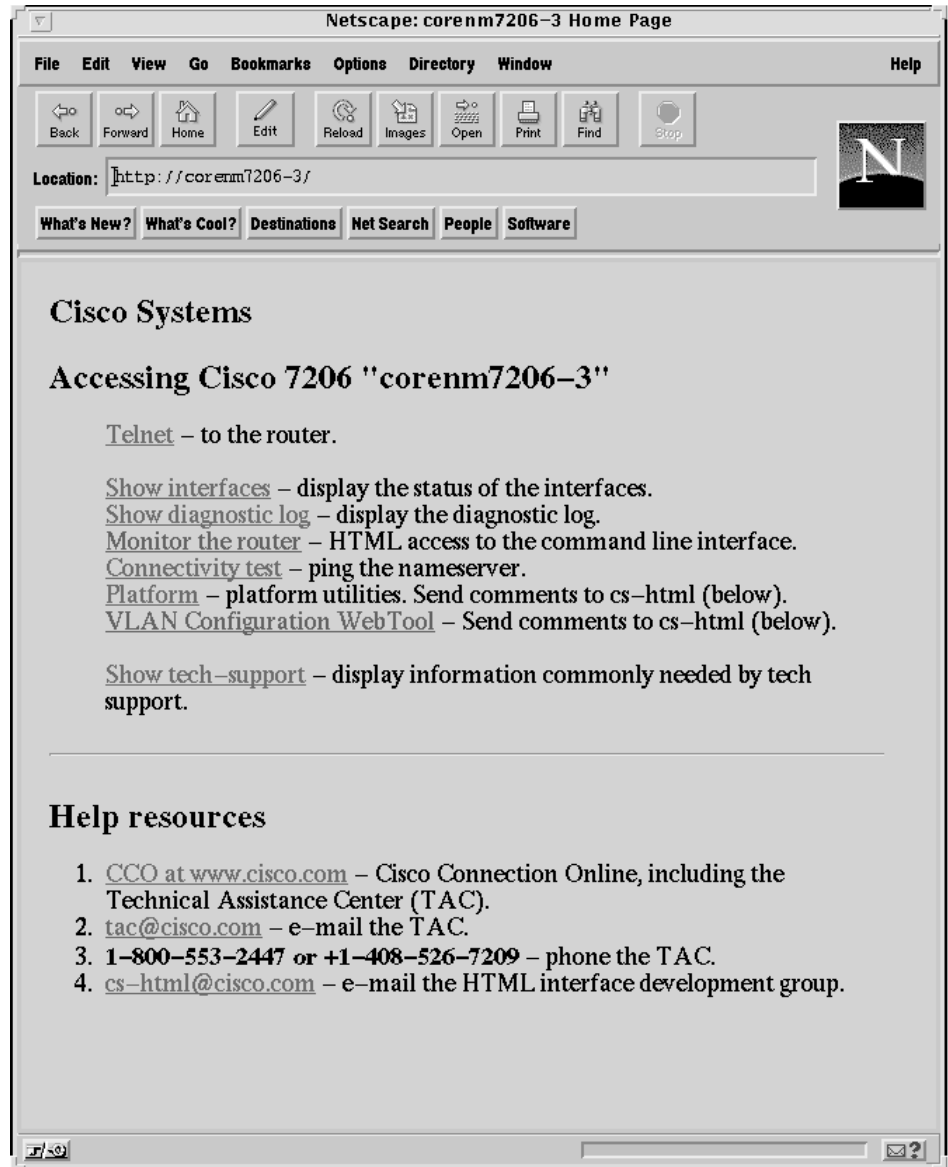 Netscape: corenm7206-3 Home Page
File Edit View Go Bookmarks Options Directory Window Help
Back Forward Home Edit Reload Images Open Print Find Stop
Location: http://corenm7206-3/
What's New? What's Cool? Destinations Net Search People Software
N
Cisco Systems
Accessing Cisco 7206 "corenm7206-3"
Telnet – to the router.
Show interfaces – display the status of the interfaces.
Show diagnostic log – display the diagnostic log.
Monitor the router – HTML access to the command line interface.
Connectivity test – ping the nameserver.
Platform – platform utilities. Send comments to cs–html (below).
VLAN Configuration WebTool – Send comments to cs–html (below).
Show tech–support – display information commonly needed by tech
support.
Help resources
1. CCO at www.cisco.com – Cisco Connection Online, including the
Technical Assistance Center (TAC).
2. tac@cisco.com – e–mail the TAC.
3. 1–800–553–2447 or +1–408–526–7209 – phone the TAC.
4. cs–html@cisco.com – e–mail the HTML interface development group.
?